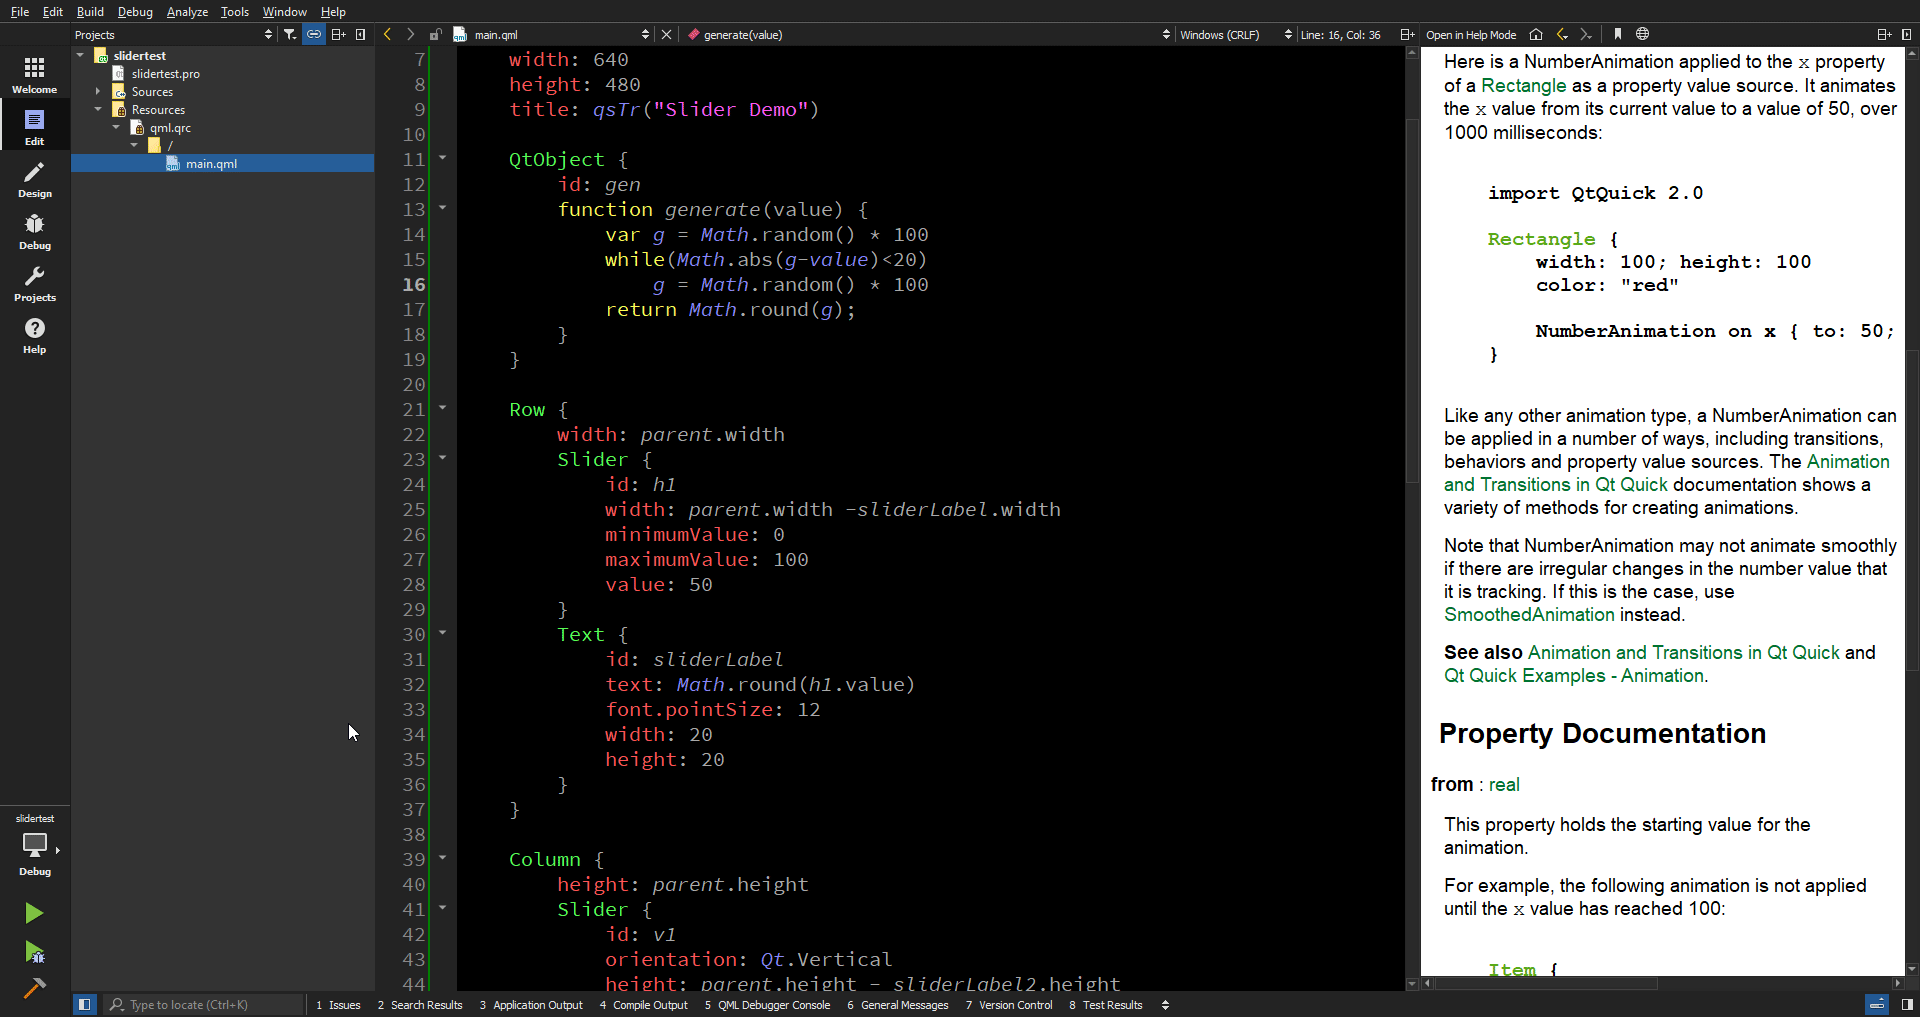 File Edit Build Debug Analyze Tools Window Help
Projects
main.qml
generate(value)
Windows (CRLF)
Line: 16, Col: 36
Open in Help Mode
Welcome
Edit
Design
Debug
Projects
Help
slidertest
Debug
slidertest
slidertest.pro
Sources
Resources
qml.qrc
/
main.qml
7 width: 640
8 height: 480
9 title: qsTr("Slider Demo")
10
11 QtObject {
12 id: gen
13 function generate(value) {
14 var g = Math.random() * 100
15 while(Math.abs(g-value)<20)
16 g = Math.random() * 100
17 return Math.round(g);
18 }
19 }
20
21 Row {
22 width: parent.width
23 Slider {
24 id: h1
25 width: parent.width -sliderLabel.width
26 minimumValue: 0
27 maximumValue: 100
28 value: 50
29 }
30 Text {
31 id: sliderLabel
32 text: Math.round(h1.value)
33 font.pointSize: 12
34 width: 20
35 height: 20
36 }
37 }
38
39 Column {
40 height: parent.height
41 Slider {
42 id: v1
43 orientation: Qt.Vertical
44 height: parent.height - sliderLabel2.height
Here is a NumberAnimation applied to the x property
of a Rectangle as a property value source. It animates
the x value from its current value to a value of 50, over
1000 milliseconds:
import QtQuick 2.0
Rectangle {
width: 100; height: 100
color: "red"
NumberAnimation on x { to: 50;
}
Like any other animation type, a NumberAnimation can
be applied in a number of ways, including transitions,
behaviors and property value sources. The Animation
and Transitions in Qt Quick documentation shows a
variety of methods for creating animations.
Note that NumberAnimation may not animate smoothly
if there are irregular changes in the number value that
it is tracking. If this is the case, use
SmoothedAnimation instead.
See also Animation and Transitions in Qt Quick and
Qt Quick Examples - Animation.
Property Documentation
from : real
This property holds the starting value for the
animation.
For example, the following animation is not applied
until the x value has reached 100:
Item {
Type to locate (Ctrl+K)
1 Issues
2 Search Results
3 Application Output
4 Compile Output
5 QML Debugger Console
6 General Messages
7 Version Control
8 Test Results